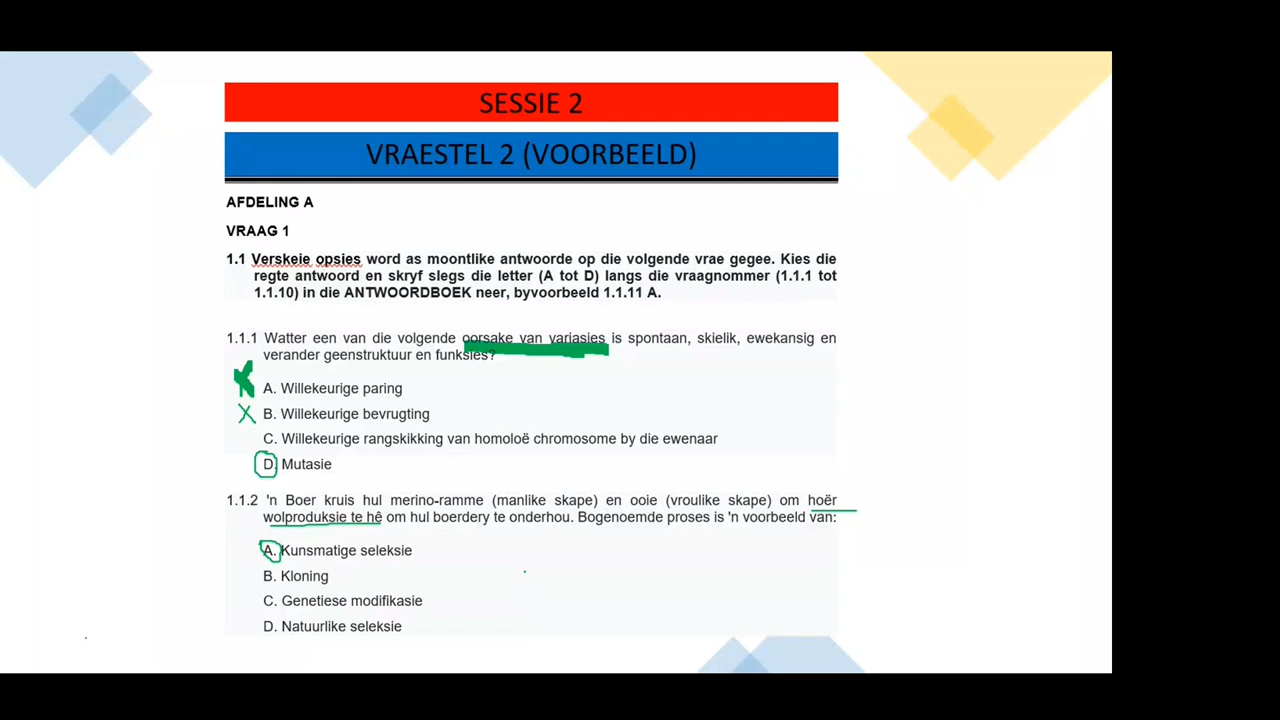 SESSIE 2
VRAESTEL 2 (VOORBEELD)
AFDELING A
VRAAG 1
1.1 Verskeie opsies word as moontlike antwoorde op die volgende vrae gegee. Kies die
regte antwoord en skryf slegs die letter (A tot D) langs die vraagnommer (1.1.1 tot
1.1.10) in die ANTWOORDBOEK neer, byvoorbeeld 1.1.11 A.
1.1.1 Watter een van die volgende oorsake van variasies is spontaan, skielik, ewekansig en
verander geenstruktuur en funksies?
A. Willekeurige paring
B. Willekeurige bevrugting
C. Willekeurige rangskikking van homoloë chromosome by die ewenaar
D. Mutasie
1.1.2 'n Boer kruis hul merino-ramme (manlike skape) en ooie (vroulike skape) om hoër
wolproduksie te hê om hul boerdery te onderhou. Bogenoemde proses is 'n voorbeeld van:
A. Kunsmatige seleksie
B. Kloning
C. Genetiese modifikasie
D. Natuurlike seleksie